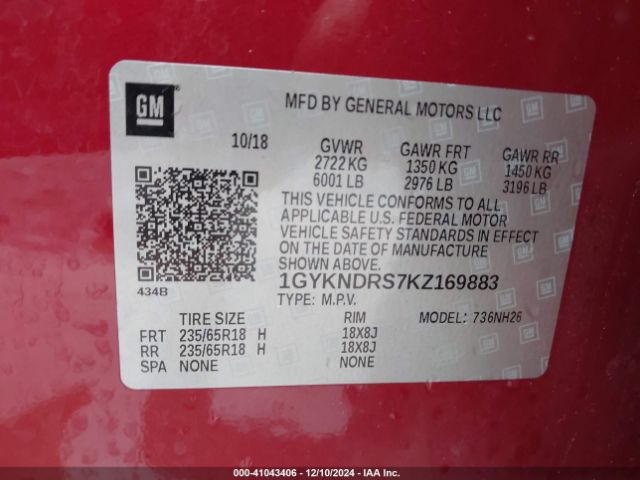 GM
MFD BY GENERAL MOTORS LLC
10/18
GVWR
2722 KG
6001 LB
GAWR FRT
1350 KG
2976 LB
GAWR RR
1450 KG
3196 LB
THIS VEHICLE CONFORMS TO ALL
APPLICABLE U.S. FEDERAL MOTOR
VEHICLE SAFETY STANDARDS IN EFFECT
ON THE DATE OF MANUFACTURE
SHOWN ABOVE.
434B
1GYKNDRS7KZ169883
TYPE: M.P.V.
TIRE SIZE RIM MODEL: 736NH26
FRT 235/65R18 H 18X8J
RR 235/65R18 H 18X8J
SPA NONE NONE
000-41043406 • 12/10/2024 • IAA Inc.